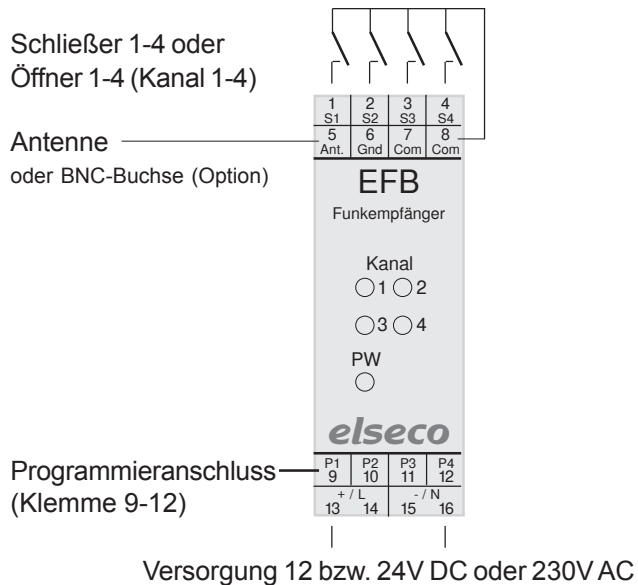 Schließer 1-4 oder
Öffner 1-4 (Kanal 1-4)
1 2 3 4
S1 S2 S3 S4
5 6 7 8
Ant. Gnd Com Com
Antenne
oder BNC-Buchse (Option)
EFB
Funkempfänger
Kanal
1 2
3 4
PW
elseco
Programmieranschluss
(Klemme 9-12)
P1 P2 P3 P4
9 10 11 12
+ / L - / N
13 14 15 16
Versorgung 12 bzw. 24V DC oder 230V AC